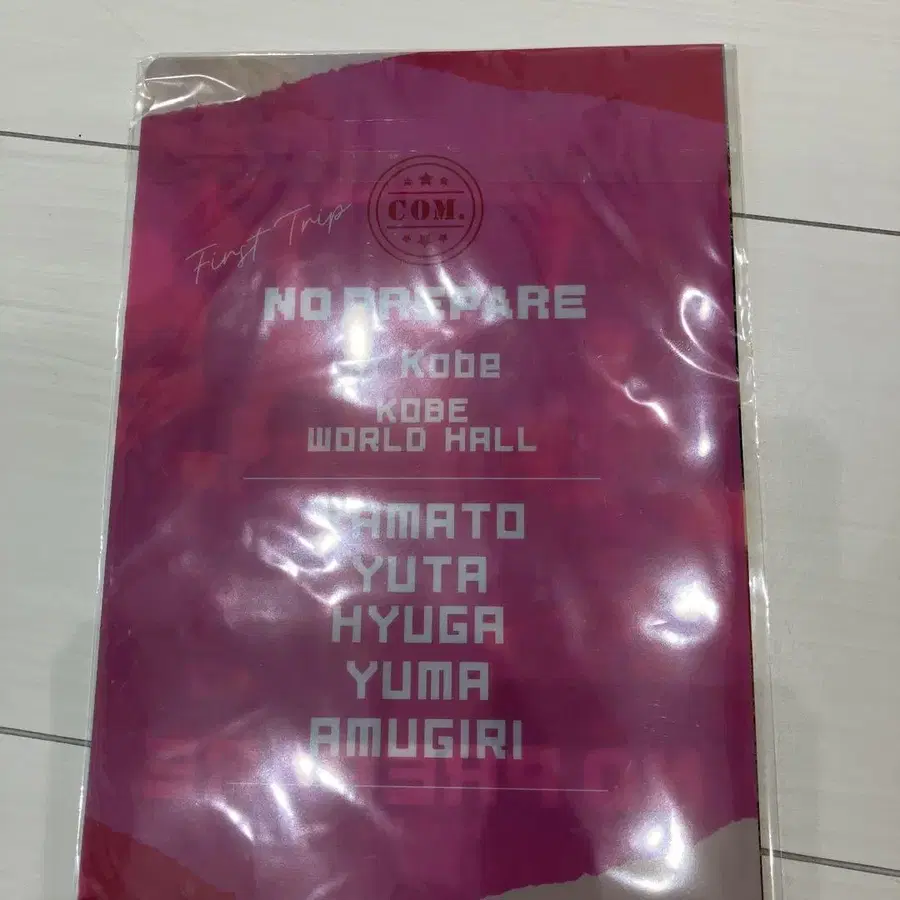 COM.
First Trip
NO PREPARE
Kobe
KOBE
WORLD HALL
YAMATO
YUTA
HYUGA
YUMA
AMUGIRI